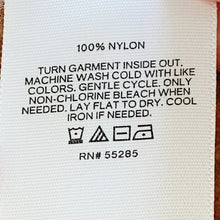 100% NYLON
TURN GARMENT INSIDE OUT.
MACHINE WASH COLD WITH LIKE
COLORS. GENTLE CYCLE. ONLY
NON-CHLORINE BLEACH WHEN
NEEDED. LAY FLAT TO DRY. COOL
IRON IF NEEDED.
RN# 55285